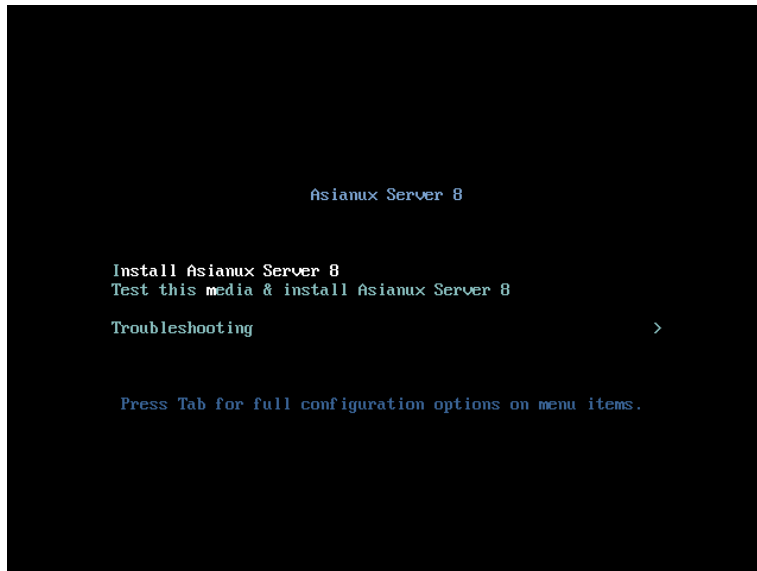 Asianux Server 8
Install Asianux Server 8
Test this media & install Asianux Server 8
Troubleshooting >
Press Tab for full configuration options on menu items.